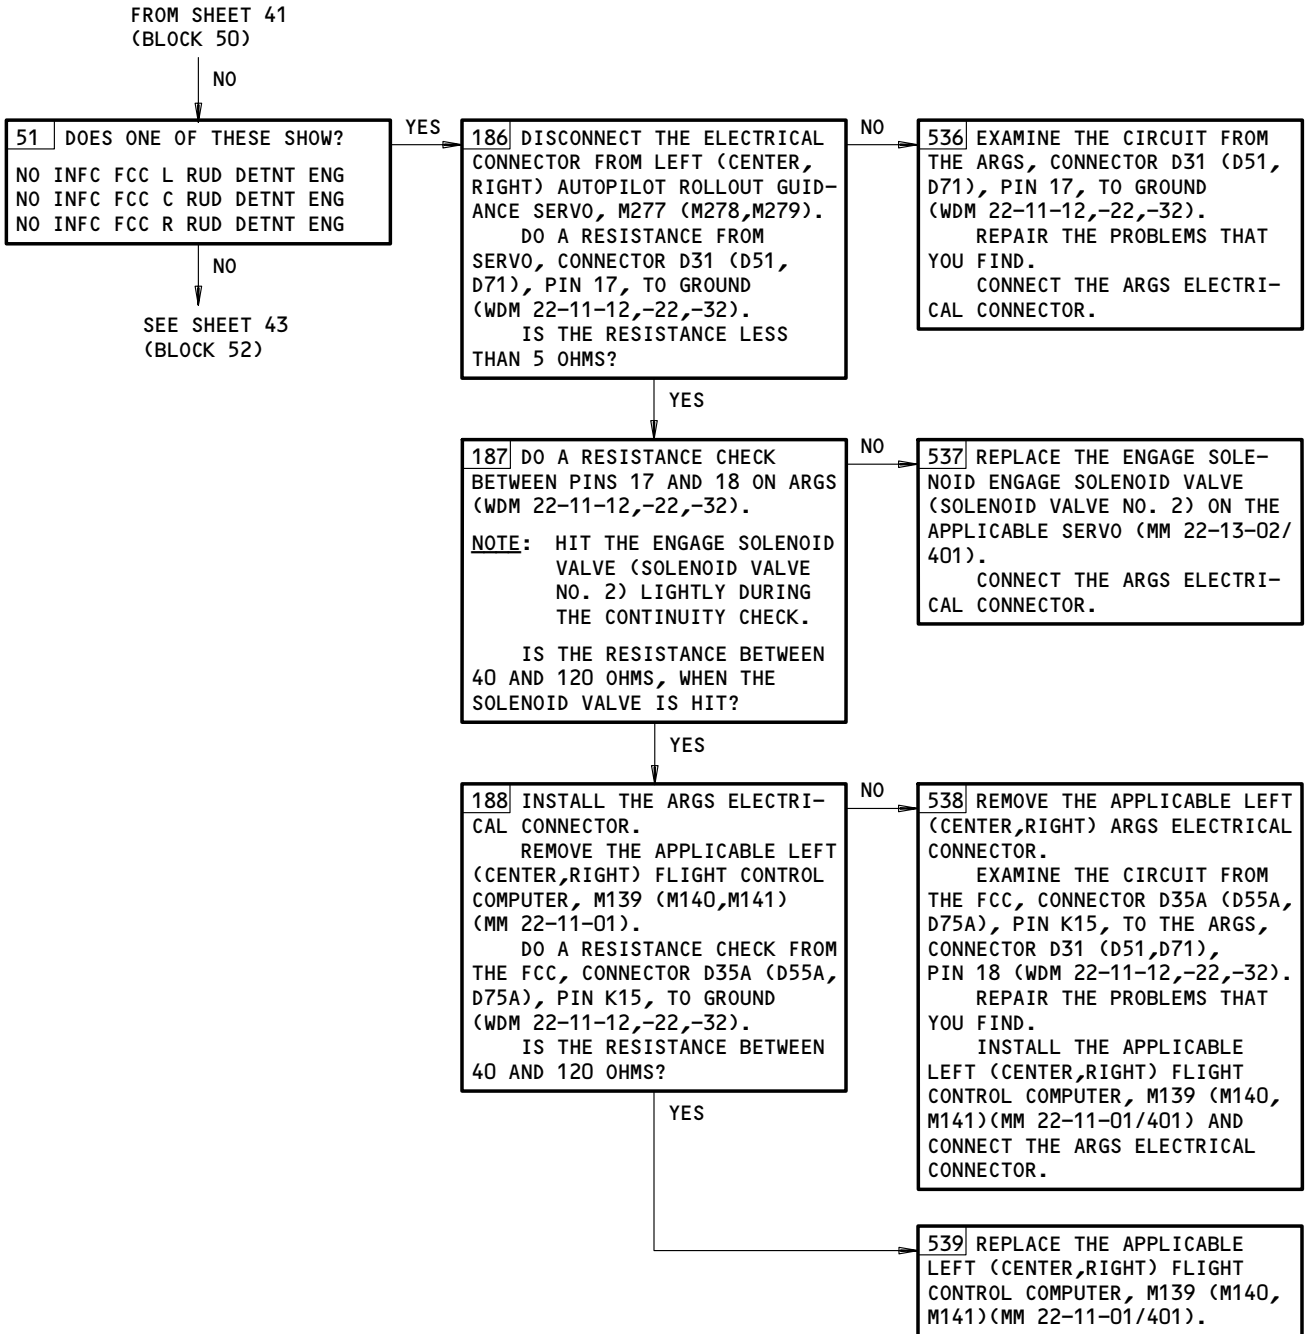 FROM SHEET 41
(BLOCK 50)
NO
51 DOES ONE OF THESE SHOW?
NO INFC FCC L RUD DETNT ENG
NO INFC FCC C RUD DETNT ENG
NO INFC FCC R RUD DETNT ENG
NO
SEE SHEET 43
(BLOCK 52)
YES
186 DISCONNECT THE ELECTRICAL
CONNECTOR FROM LEFT (CENTER,
RIGHT) AUTOPILOT ROLLOUT GUID-
ANCE SERVO, M277 (M278,M279).
DO A RESISTANCE FROM
SERVO, CONNECTOR D31 (D51,
D71), PIN 17, TO GROUND
(WDM 22-11-12,-22,-32).
IS THE RESISTANCE LESS
THAN 5 OHMS?
NO
536 EXAMINE THE CIRCUIT FROM
THE ARGS, CONNECTOR D31 (D51,
D71), PIN 17, TO GROUND
(WDM 22-11-12,-22,-32).
REPAIR THE PROBLEMS THAT
YOU FIND.
CONNECT THE ARGS ELECTRI-
CAL CONNECTOR.
YES
187 DO A RESISTANCE CHECK
BETWEEN PINS 17 AND 18 ON ARGS
(WDM 22-11-12,-22,-32).
NOTE: HIT THE ENGAGE SOLENOID
VALVE (SOLENOID VALVE
NO. 2) LIGHTLY DURING
THE CONTINUITY CHECK.
IS THE RESISTANCE BETWEEN
40 AND 120 OHMS, WHEN THE
SOLENOID VALVE IS HIT?
NO
537 REPLACE THE ENGAGE SOLE-
NOID ENGAGE SOLENOID VALVE
(SOLENOID VALVE NO. 2) ON THE
APPLICABLE SERVO (MM 22-13-02/
401).
CONNECT THE ARGS ELECTRI-
CAL CONNECTOR.
YES
188 INSTALL THE ARGS ELECTRI-
CAL CONNECTOR.
REMOVE THE APPLICABLE LEFT
(CENTER,RIGHT) FLIGHT CONTROL
COMPUTER, M139 (M140,M141)
(MM 22-11-01).
DO A RESISTANCE CHECK FROM
THE FCC, CONNECTOR D35A (D55A,
D75A), PIN K15, TO GROUND
(WDM 22-11-12,-22,-32).
IS THE RESISTANCE BETWEEN
40 AND 120 OHMS?
NO
538 REMOVE THE APPLICABLE LEFT
(CENTER,RIGHT) ARGS ELECTRICAL
CONNECTOR.
EXAMINE THE CIRCUIT FROM
THE FCC, CONNECTOR D35A (D55A,
D75A), PIN K15, TO THE ARGS,
CONNECTOR D31 (D51,D71),
PIN 18 (WDM 22-11-12,-22,-32).
REPAIR THE PROBLEMS THAT
YOU FIND.
INSTALL THE APPLICABLE
LEFT (CENTER,RIGHT) FLIGHT
CONTROL COMPUTER, M139 (M140,
M141)(MM 22-11-01/401) AND
CONNECT THE ARGS ELECTRICAL
CONNECTOR.
YES
539 REPLACE THE APPLICABLE
LEFT (CENTER,RIGHT) FLIGHT
CONTROL COMPUTER, M139 (M140,
M141)(MM 22-11-01/401).